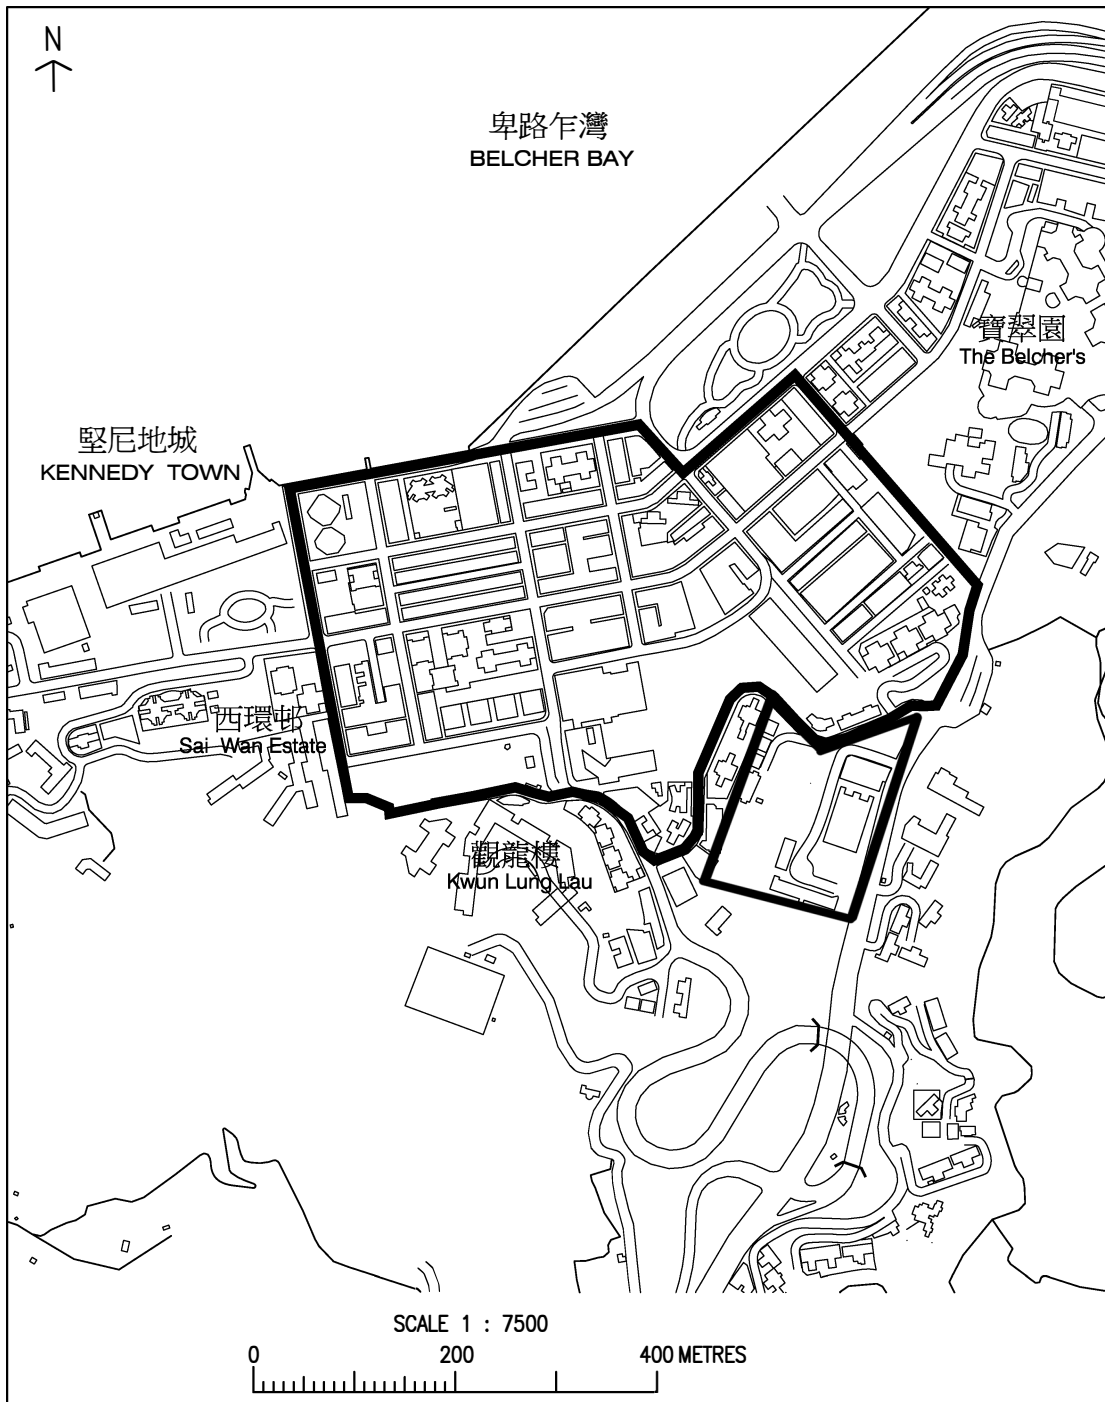 N
卑路乍灣
BELCHER BAY
寶翠園
The Belcher's
堅尼地城
KENNEDY TOWN
西環邨
Sai Wan Estate
觀龍樓
Kwun Lung Lau
SCALE 1 : 7500
0 200 400 METRES